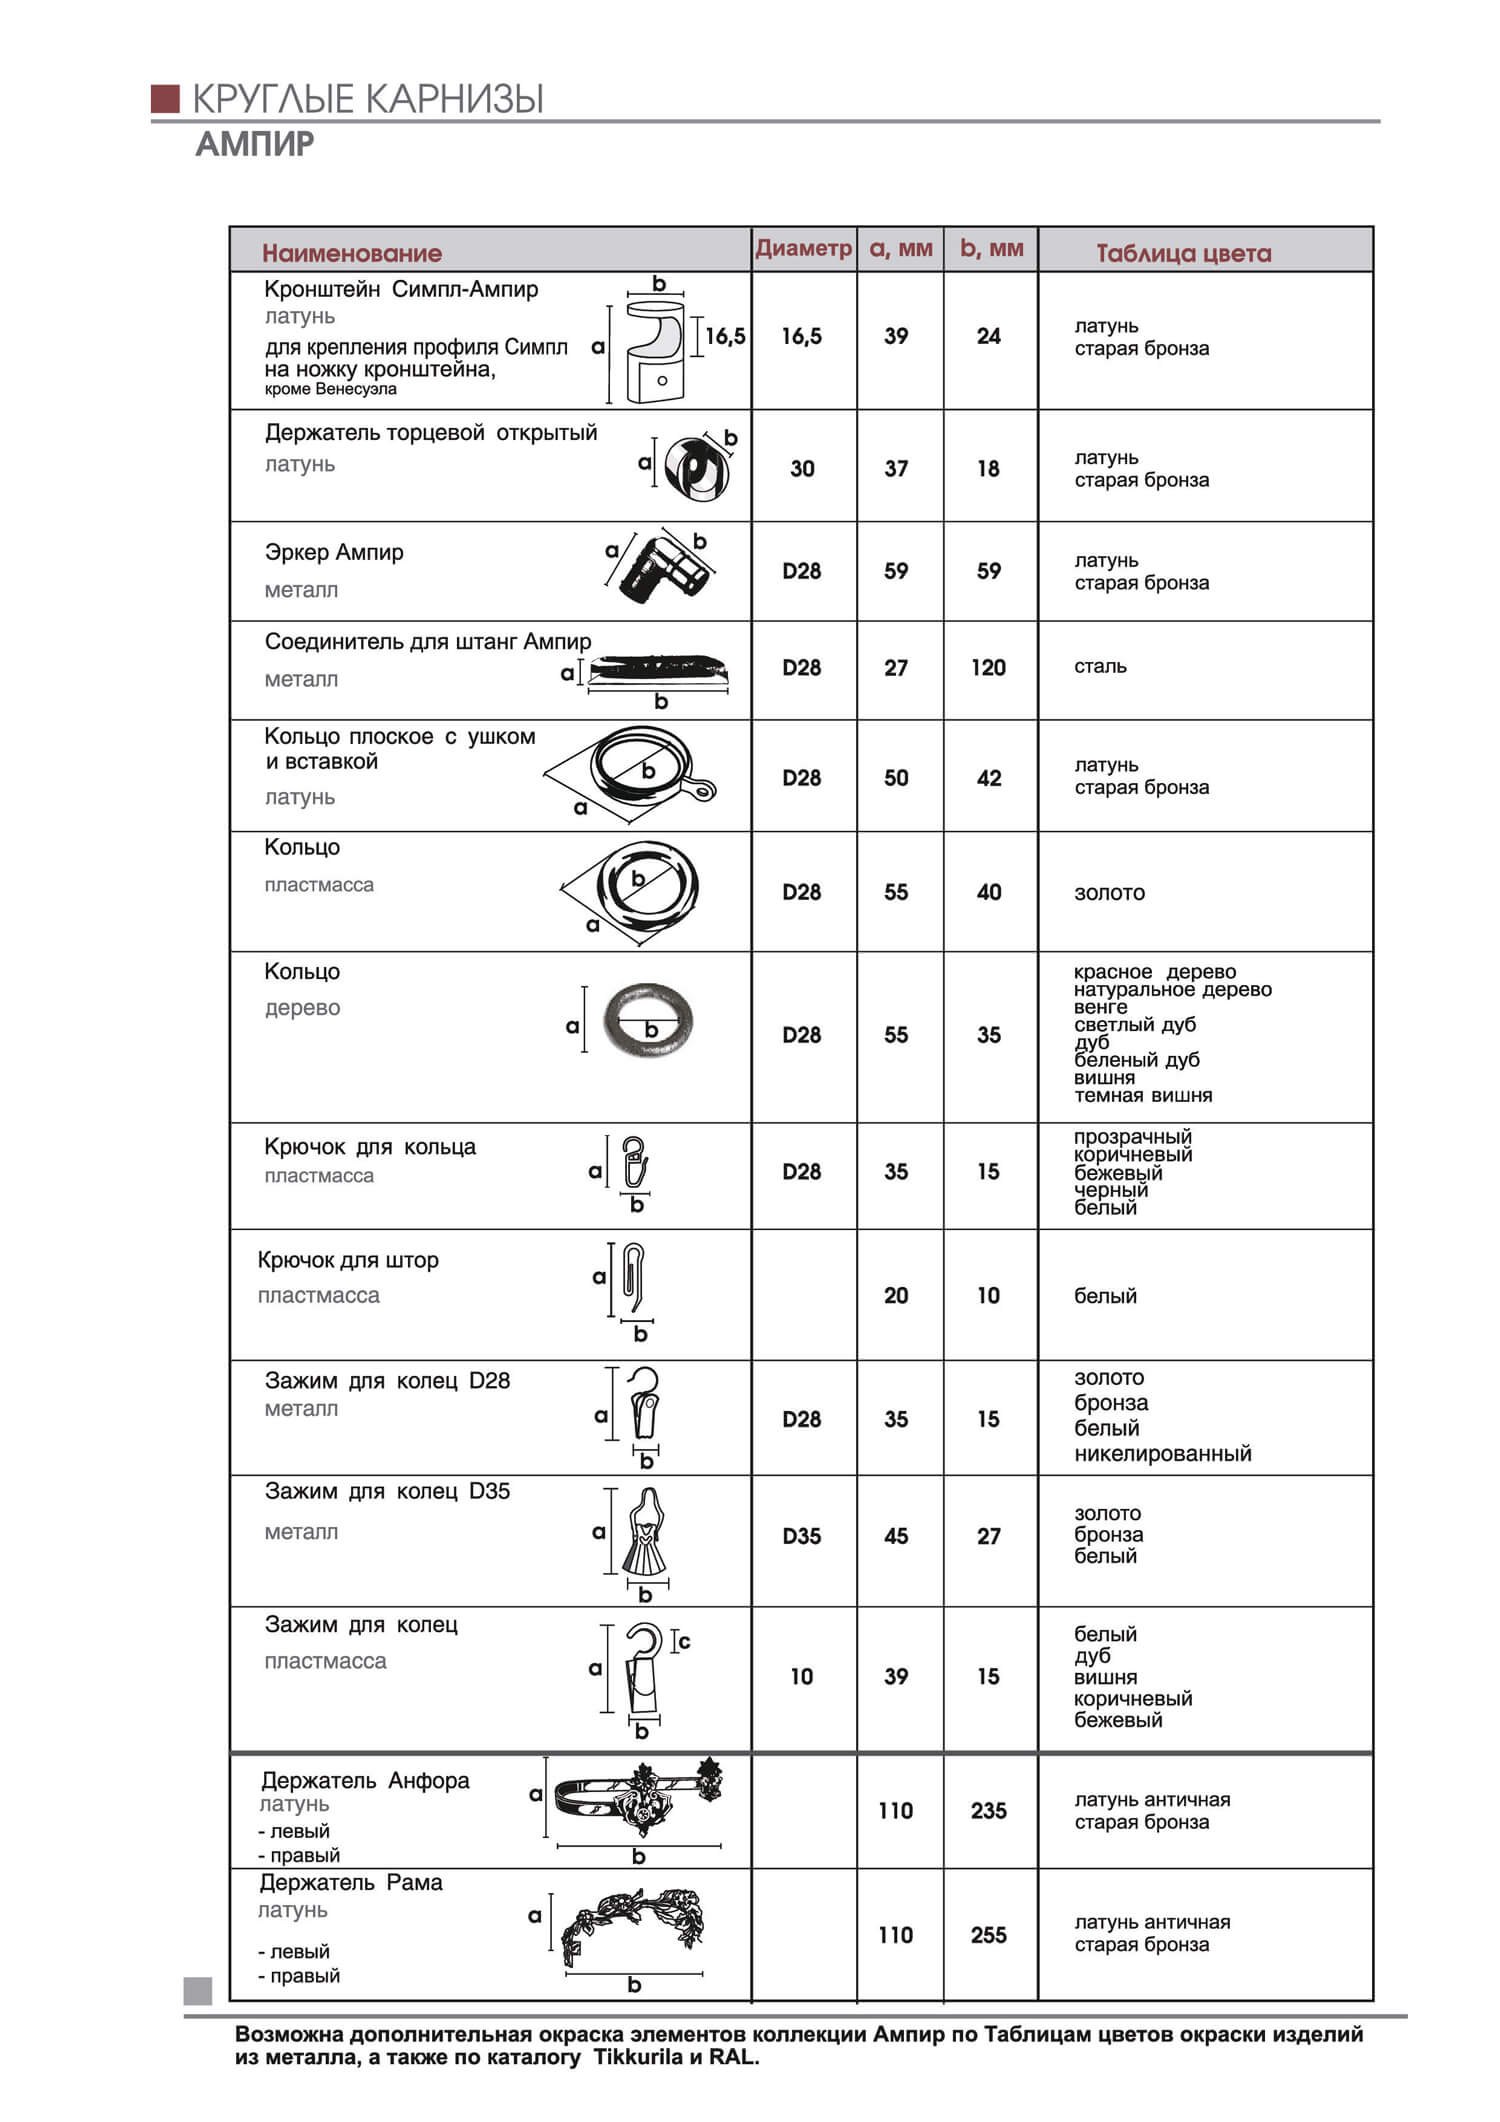 КРУГЛЫЕ КАРНИЗЫ
АМПИР
Наименование Диаметр a, мм b, мм Таблица цвета
Кронштейн Симпл-Ампир
латунь
для крепления профиля Симпл
на ножку кронштейна,
кроме Венесуэла
b
a
16,5
16,5 39 24
латунь
старая бронза
Держатель торцевой открытый
латунь
b
a
30 37 18
латунь
старая бронза
Эркер Ампир
металл
a b
D28 59 59
латунь
старая бронза
Соединитель для штанг Ампир
металл
a
b
D28 27 120
сталь
Кольцо плоское с ушком
и вставкой
латунь
b
a
D28 50 42
латунь
старая бронза
Кольцо
пластмасса
b
a
D28 55 40
золото
Кольцо
дерево
a b
D28 55 35
красное дерево
натуральное дерево
венге
светлый дуб
дуб
беленый дуб
вишня
темная вишня
Крючок для кольца
пластмасса
a
b
D28 35 15
прозрачный
коричневый
бежевый
черный
белый
Крючок для штор
пластмасса
a
b
20 10
белый
Зажим для колец D28
металл
a
b
D28 35 15
золото
бронза
белый
никелированный
Зажим для колец D35
металл
a
b
D35 45 27
золото
бронза
белый
Зажим для колец
пластмасса
c
a
b
10 39 15
белый
дуб
вишня
коричневый
бежевый
Держатель Анфора
латунь
- левый
- правый
a
b
110 235
латунь античная
старая бронза
Держатель Рама
латунь
- левый
- правый
a
b
110 255
латунь античная
старая бронза
Возможна дополнительная окраска элементов коллекции Ампир по Таблицам цветов окраски изделий
из металла, а также по каталогу Tikkurila и RAL.